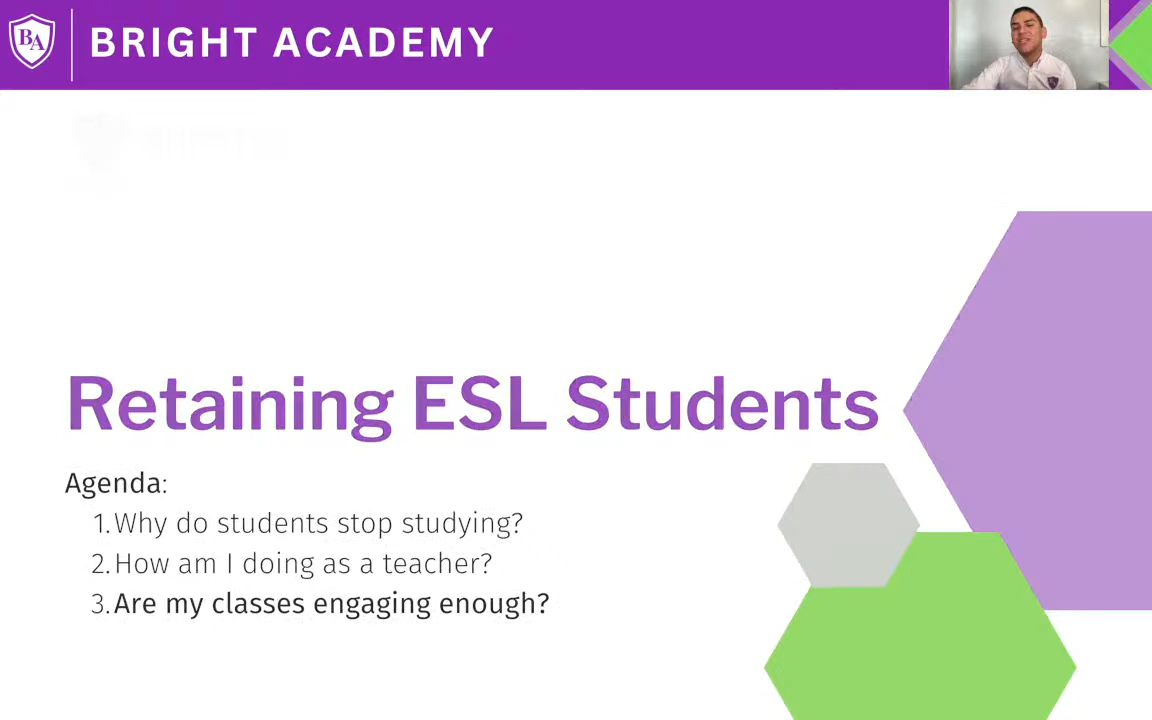 BA
BRIGHT ACADEMY
Retaining ESL Students
Agenda:
1.Why do students stop studying?
2.How am I doing as a teacher?
3.Are my classes engaging enough?